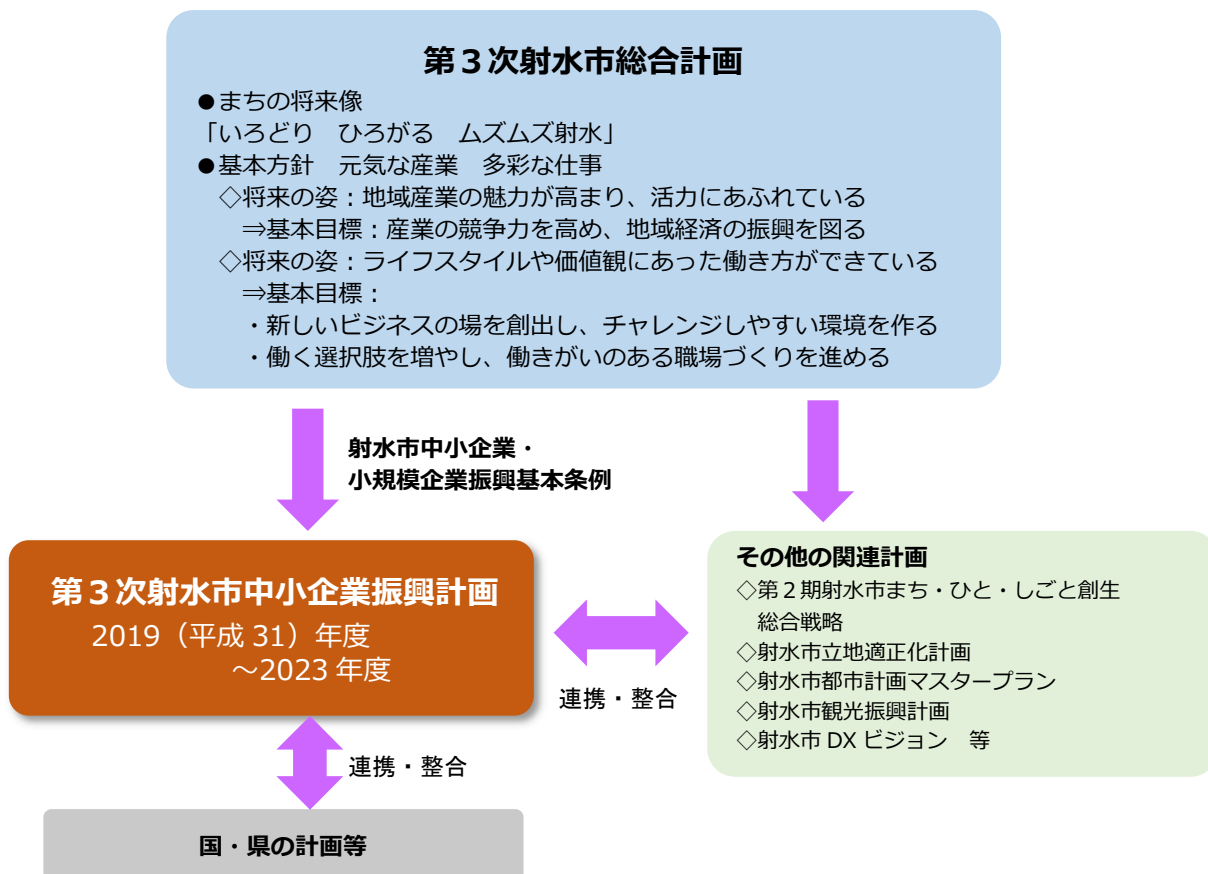 第３次射水市総合計画
●まちの将来像
「いろどり　ひろがる　ムズムズ射水」
●基本方針　元気な産業　多彩な仕事
◇将来の姿：地域産業の魅力が高まり、活力にあふれている
⇒基本目標：産業の競争力を高め、地域経済の振興を図る
◇将来の姿：ライフスタイルや価値観にあった働き方ができている
⇒基本目標：
・新しいビジネスの場を創出し、チャレンジしやすい環境を作る
・働く選択肢を増やし、働きがいのある職場づくりを進める
射水市中小企業・
小規模企業振興基本条例
第３次射水市中小企業振興計画
2019（平成 31）年度
～2023 年度
連携・整合
その他の関連計画
◇第２期射水市まち・ひと・しごと創生
総合戦略
◇射水市立地適正化計画
◇射水市都市計画マスタープラン
◇射水市観光振興計画
◇射水市 DX ビジョン　等
連携・整合
国・県の計画等